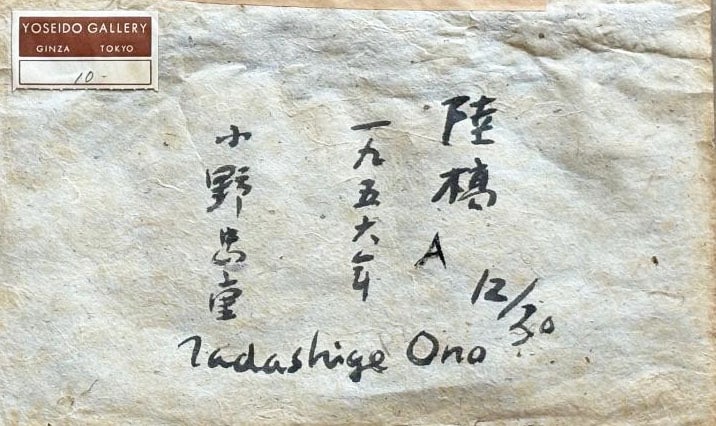 YOSEIDO GALLERY
GINZA TOKYO
10-
陸橋
A
12/30
一九五六年
小野忠重
Tadashige Ono